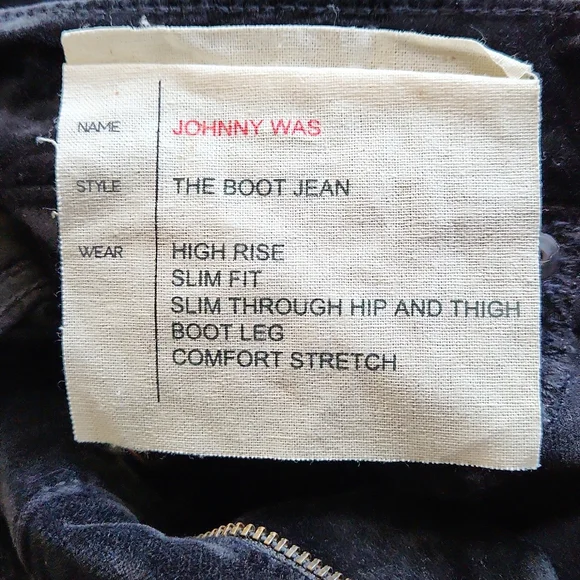 NAME JOHNNY WAS
STYLE THE BOOT JEAN
WEAR HIGH RISE
SLIM FIT
SLIM THROUGH HIP AND THIGH
BOOT LEG
COMFORT STRETCH